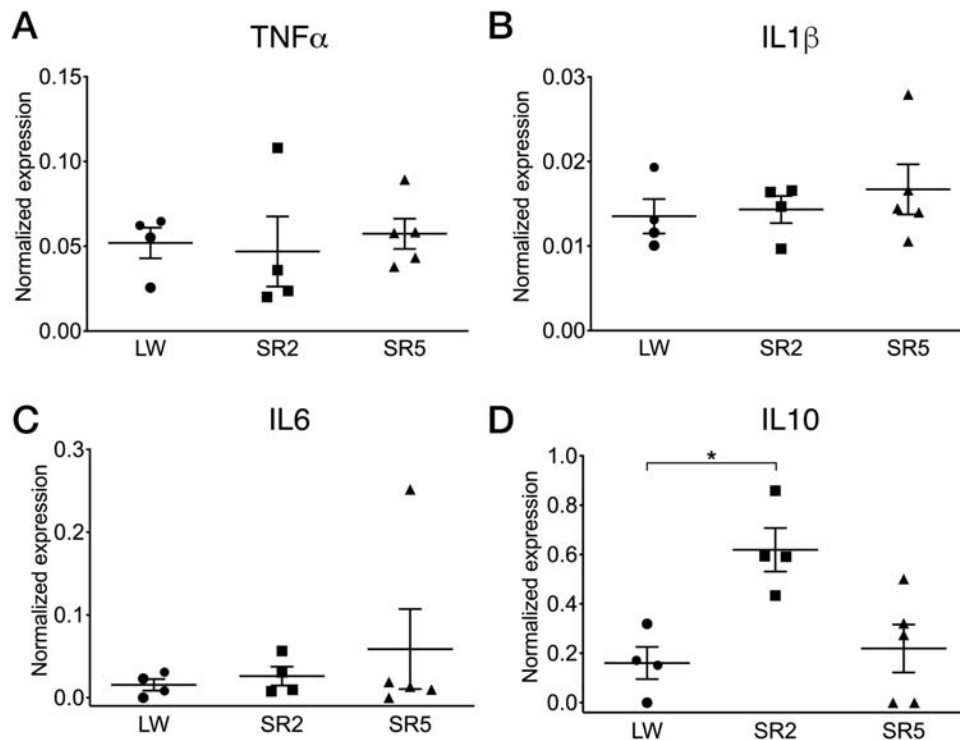 A
TNFα
Normalized expression
0.15
0.10
0.05
0.00
LW SR2 SR5
B
IL1β
Normalized expression
0.03
0.02
0.01
0.00
LW SR2 SR5
C
IL6
Normalized expression
0.3
0.2
0.1
0.0
LW SR2 SR5
D
IL10
Normalized expression
1.0
0.8
0.6
0.4
0.2
0.0
*
LW SR2 SR5